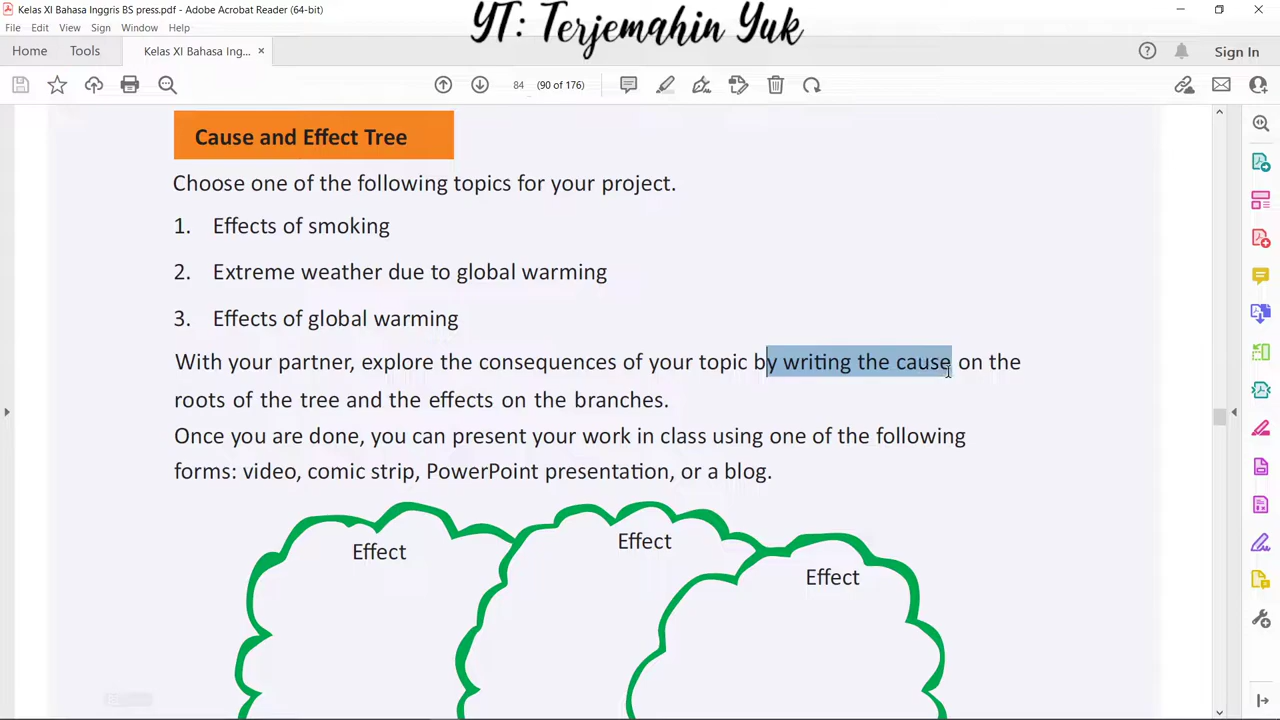 Kelas XI Bahasa Inggris BS press.pdf - Adobe Acrobat Reader (64-bit)
YT: Terjemahin Yuk
File Edit View Sign Window Help
Home Tools Kelas XI Bahasa Ing... Sign In
84 (90 of 176)
Cause and Effect Tree
Choose one of the following topics for your project.
1. Effects of smoking
2. Extreme weather due to global warming
3. Effects of global warming
With your partner, explore the consequences of your topic by writing the cause on the
roots of the tree and the effects on the branches.
Once you are done, you can present your work in class using one of the following
forms: video, comic strip, PowerPoint presentation, or a blog.
Effect
Effect
Effect